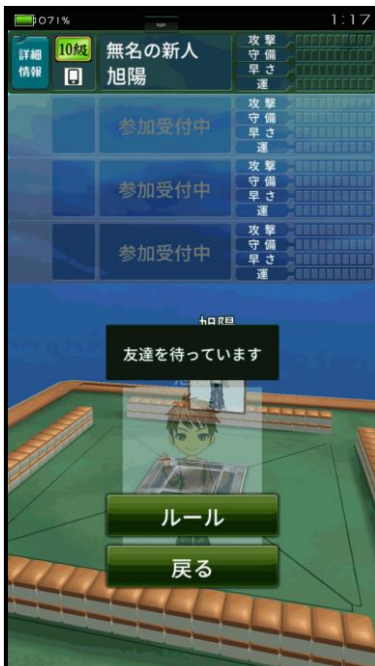 071% 1:17
詳細
情報
10級
無名の新人
旭陽
攻撃
守備
早さ
運
参加受付中
攻撃
守備
早さ
運
参加受付中
攻撃
守備
早さ
運
参加受付中
攻撃
守備
早さ
運
旭陽
友達を待っています
ルール
戻る